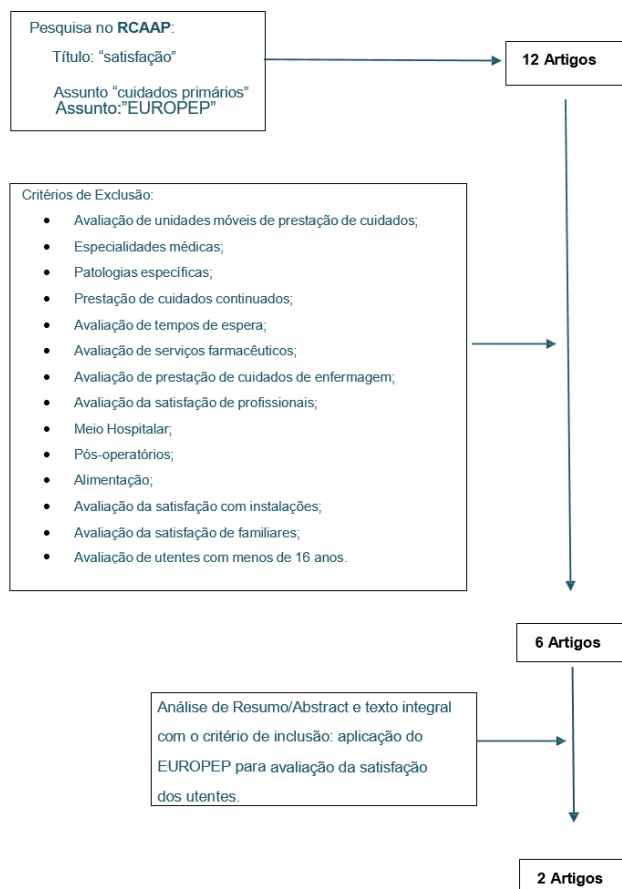 Pesquisa no RCAAP:
Título: “satisfação”
Assunto “cuidados primários”
Assunto:”EUROPEP”
12 Artigos
Critérios de Exclusão:
• Avaliação de unidades móveis de prestação de cuidados;
• Especialidades médicas;
• Patologias específicas;
• Prestação de cuidados continuados;
• Avaliação de tempos de espera;
• Avaliação de serviços farmacêuticos;
• Avaliação de prestação de cuidados de enfermagem;
• Avaliação da satisfação de profissionais;
• Meio Hospitalar;
• Pós-operatórios;
• Alimentação;
• Avaliação da satisfação com instalações;
• Avaliação da satisfação de familiares;
• Avaliação de utentes com menos de 16 anos.
6 Artigos
Análise de Resumo/Abstract e texto integral
com o critério de inclusão: aplicação do
EUROPEP para avaliação da satisfação
dos utentes.
2 Artigos